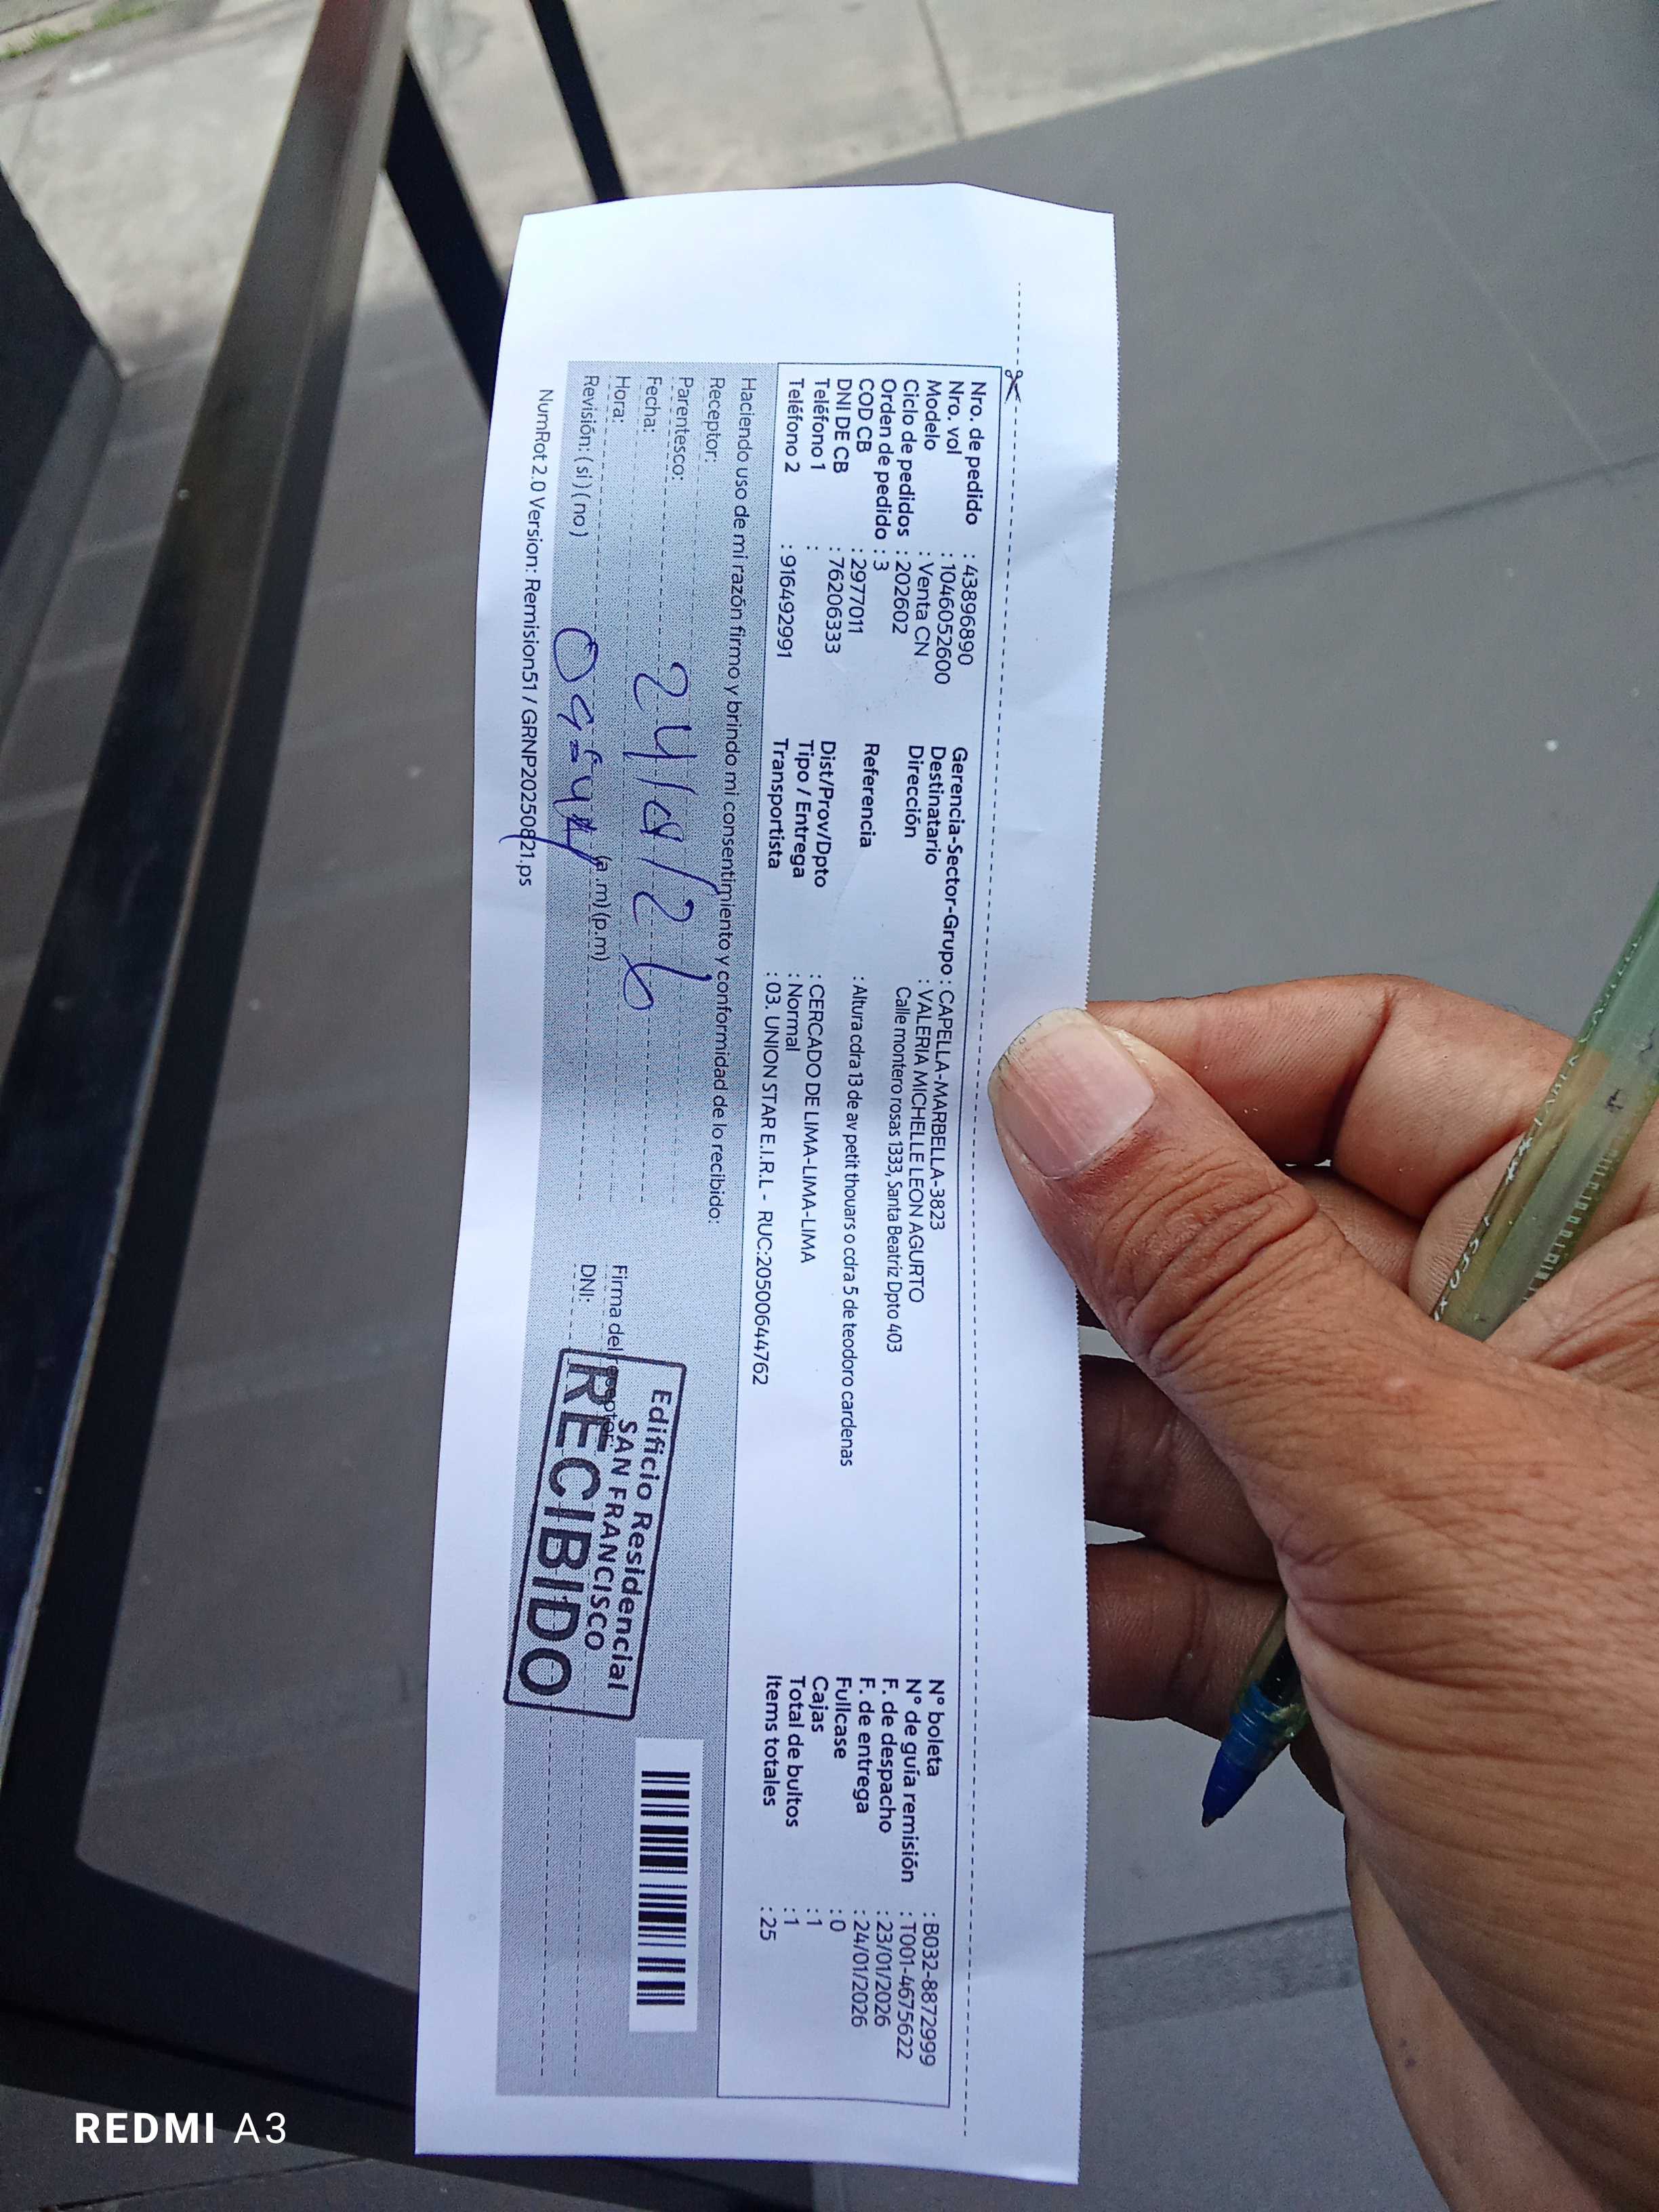 Nro. de pedido : 43896890
Nro. vol : 1046052600
Modelo : Venta CN
Ciclo de pedidos : 202602
Orden de pedido : 3
COD CB : 2977011
DNI DE CB : 76206333
Teléfono 1 :
Teléfono 2 : 916492991
Gerencia-Sector-Grupo : CAPELLA-MARBELLA-3823
Destinatario : VALERIA MICHELLE LEON AGURTO
Dirección Calle montero rosas 1333, Santa Beatriz Dpto 403
Referencia : Altura cdra 13 de av petit thouars o cdra 5 de teodoro cardenas
Dist/Prov/Dpto : CERCADO DE LIMA-LIMA-LIMA
Tipo / Entrega : Normal
Transportista : 03. UNION STAR E.I.R.L - RUC:20500644762
N° boleta : B032-8872999
N° de guía remisión : T001-4675622
F. de despacho : 23/01/2026
F. de entrega : 24/01/2026
Fullcase : 0
Cajas : 1
Total de bultos : 1
Items totales : 25
Haciendo uso de mi razón firmo y brindo mi consentimiento y conformidad de lo recibido:
Receptor:
Parentesco:
Fecha: 24/01/26
Hora: (a.m)(p.m)
Revisión: ( si ) ( no )
Firma del receptor:
DNI:
Edificio Residencial
SAN FRANCISCO
RECIBIDO
NumRot 2.0 Version: Remision51 / GRNP20250821.ps
REDMI A3